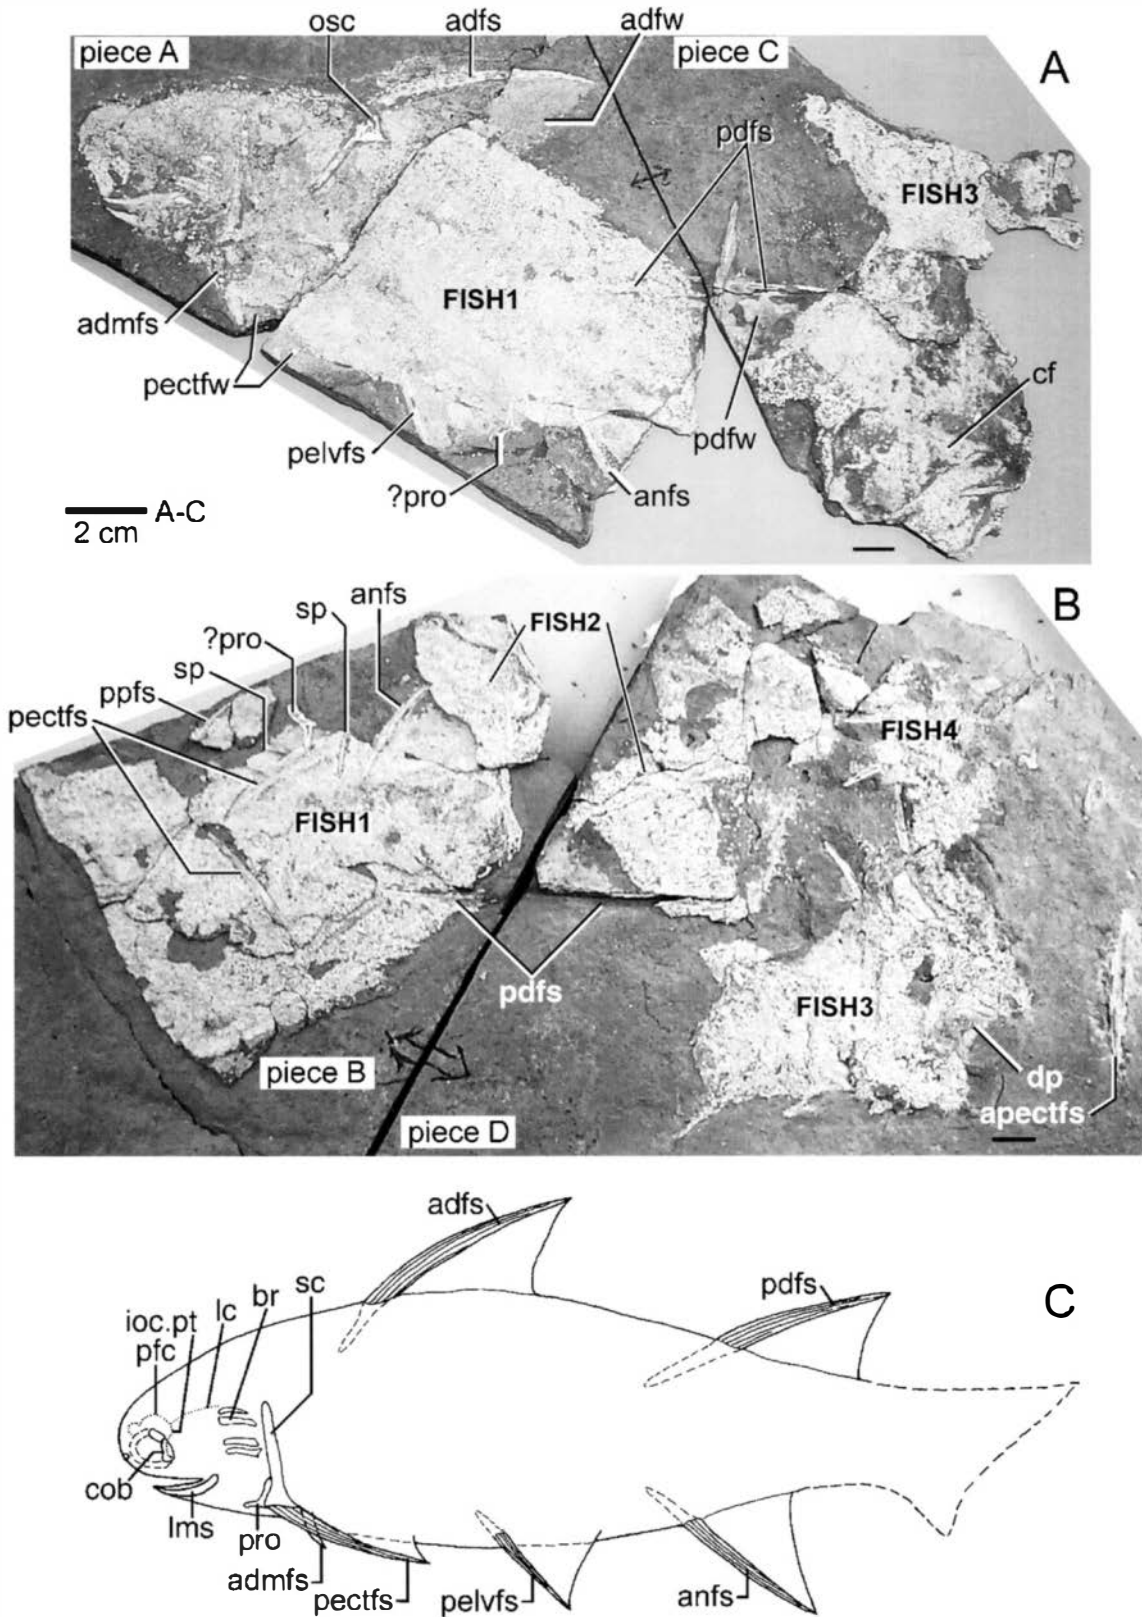 osc adfs adfw
piece A piece C A
pdfs
FISH3
FISH1
admfs
pectfw
cf
pelvfs
pdfw
?pro anfs
A-C
2 cm
anfs B
sp FISH2
?pro
sp
ppfs
pectfs
FISH4
FISH1
pdfs
FISH3
piece B
dp
apectfs
piece D
adfs
sc pdfs C
br
lc
ioc.pt
pfc
cob
lms
pro
admfs
pectfs pelvfs anfs